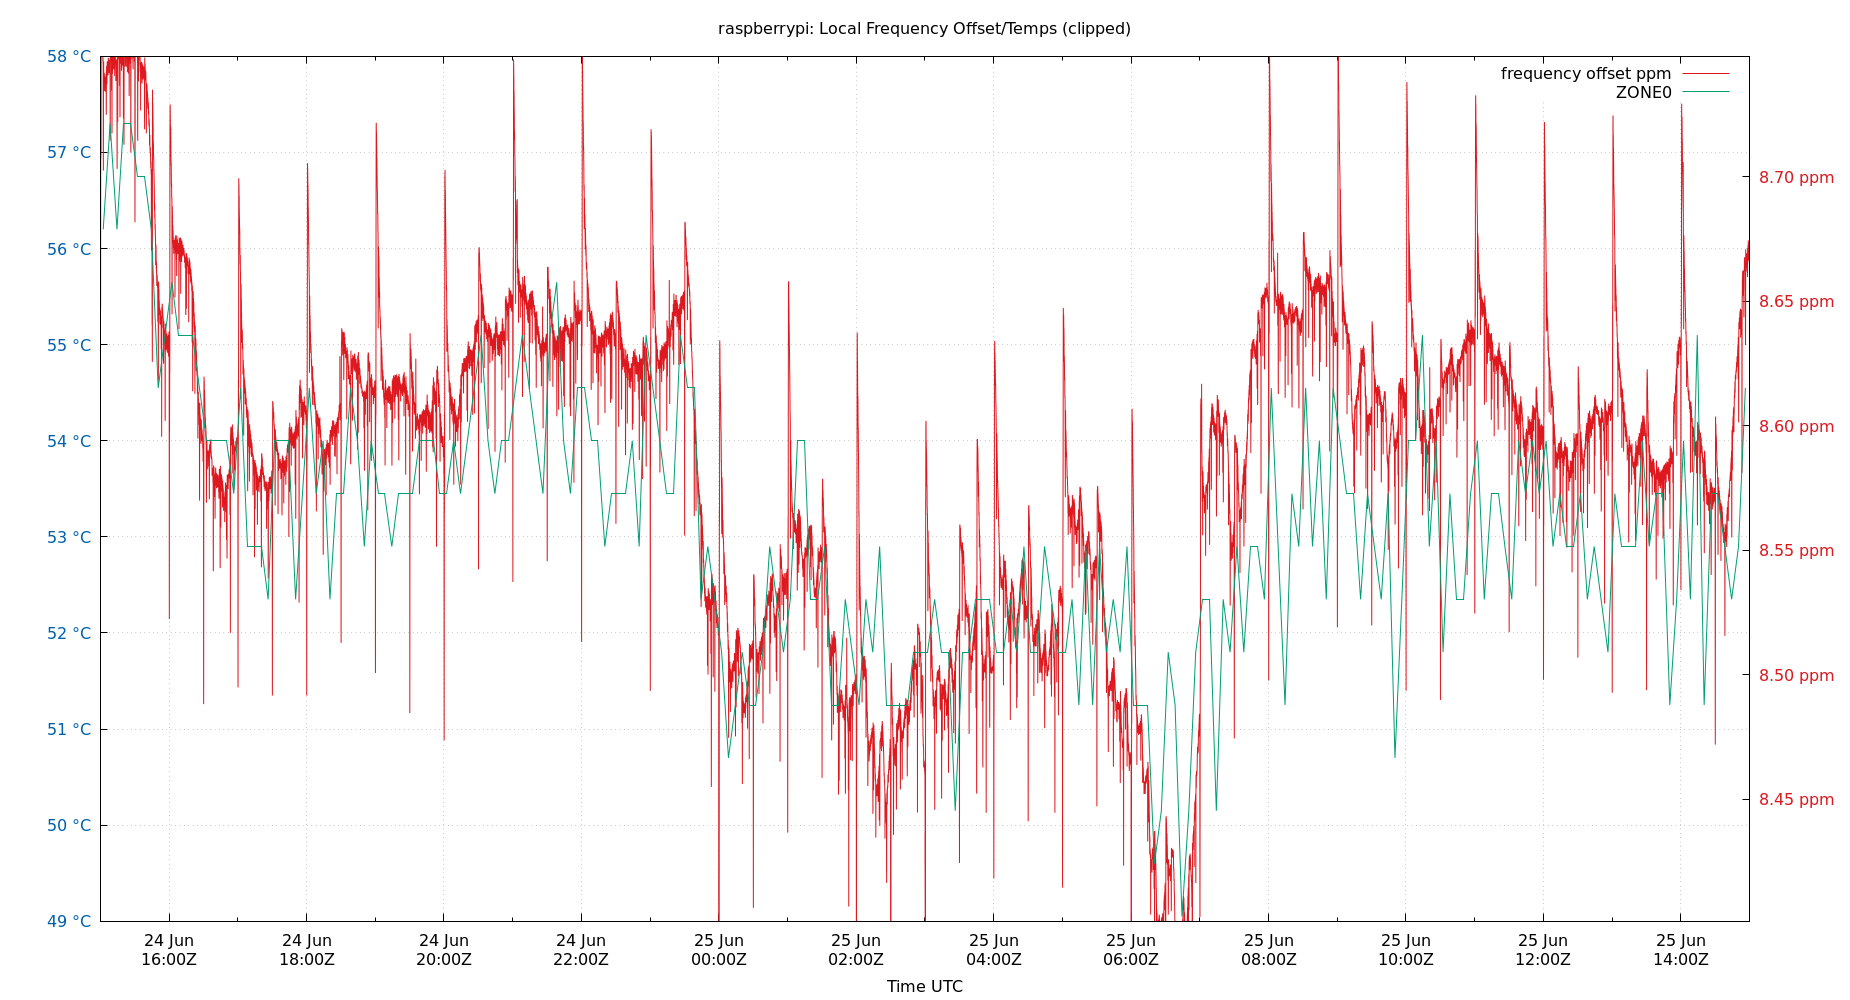 raspberrypi: Local Frequency Offset/Temps (clipped)
frequency offset ppm
ZONE0
58 °C
57 °C
56 °C
55 °C
54 °C
53 °C
52 °C
51 °C
50 °C
49 °C
8.70 ppm
8.65 ppm
8.60 ppm
8.55 ppm
8.50 ppm
8.45 ppm
24 Jun
16:00Z
24 Jun
18:00Z
24 Jun
20:00Z
24 Jun
22:00Z
25 Jun
00:00Z
25 Jun
02:00Z
25 Jun
04:00Z
25 Jun
06:00Z
25 Jun
08:00Z
25 Jun
10:00Z
25 Jun
12:00Z
25 Jun
14:00Z
Time UTC